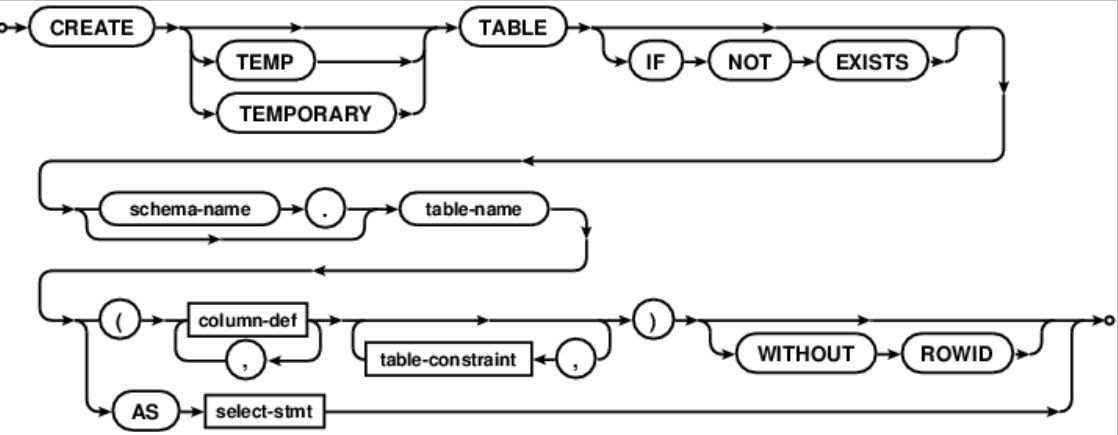 CREATE TABLE
TEMP IF NOT EXISTS
TEMPORARY
schema-name . table-name
( column-def )
, table-constraint , WITHOUT ROWID
AS select-stmt